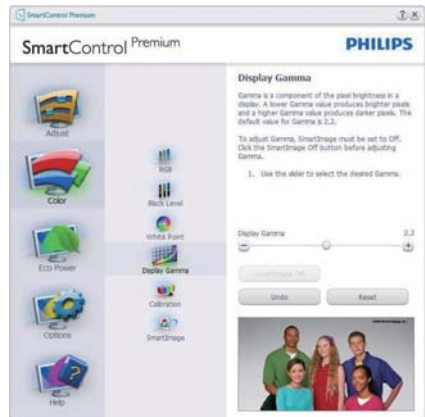 SmartControl Premium
SmartControl Premium
PHILIPS
Adjust
Color
Eco Power
Options
Help
RGB
Black Level
White Point
Display Gamma
Calibration
SmartImage
Display Gamma
Gamma is a component of the pixel brightness in a
display. A lower Gamma value produces brighter pixels
and a higher Gamma value produces darker pixels. The
default value for Gamma is 2.2.
To adjust Gamma, SmartImage must be set to Off.
Click the SmartImage Off button before adjusting
Gamma.
1. Use the slider to select the desired Gamma.
Display Gamma 2.2
SmartImage Off
Undo Reset